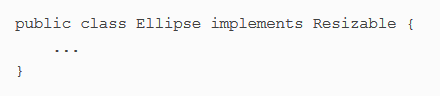 public class Ellipse implements Resizable {
    ...
}